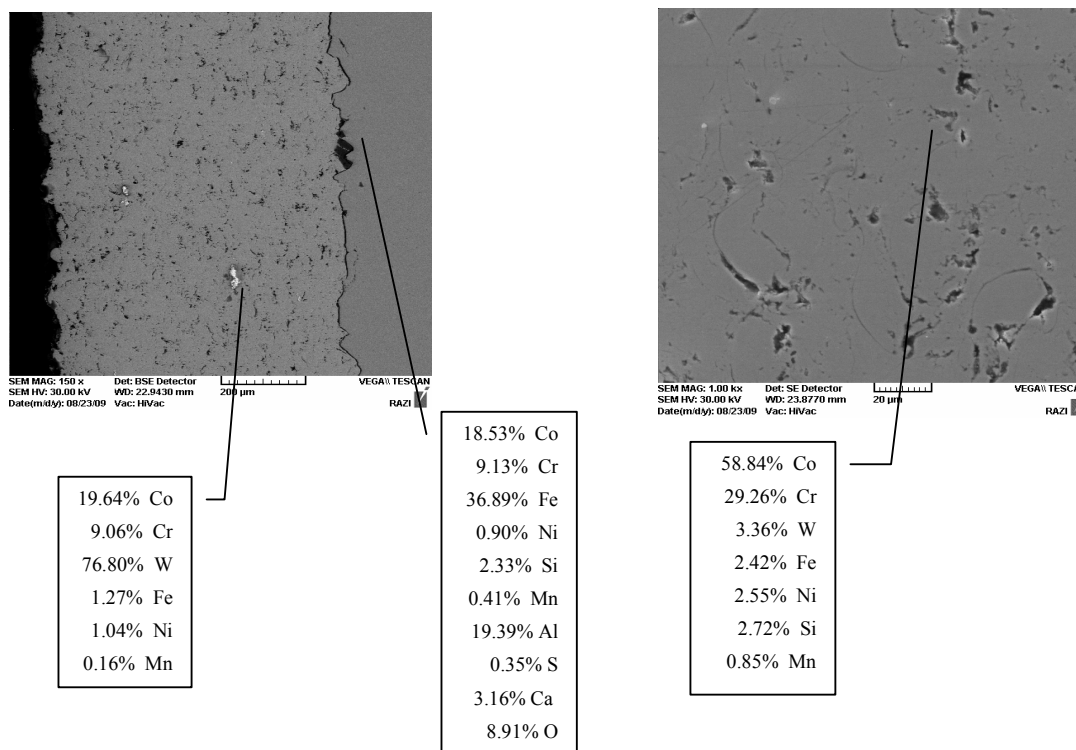 SEM MAG: 150 x Det: BSE Detector VEGA\\ TESCAN
SEM HV: 30.00 kV WD: 22.9430 mm 200 µm
Date(m/d/y): 08/23/09 Vac: HiVac RAZI
SEM MAG: 1.00 kx Det: SE Detector VEGA\\ TESCAN
SEM HV: 30.00 kV WD: 23.8770 mm 20 µm
Date(m/d/y): 08/23/09 Vac: HiVac RAZI
19.64% Co
9.06% Cr
76.80% W
1.27% Fe
1.04% Ni
0.16% Mn
18.53% Co
9.13% Cr
36.89% Fe
0.90% Ni
2.33% Si
0.41% Mn
19.39% Al
0.35% S
3.16% Ca
8.91% O
58.84% Co
29.26% Cr
3.36% W
2.42% Fe
2.55% Ni
2.72% Si
0.85% Mn